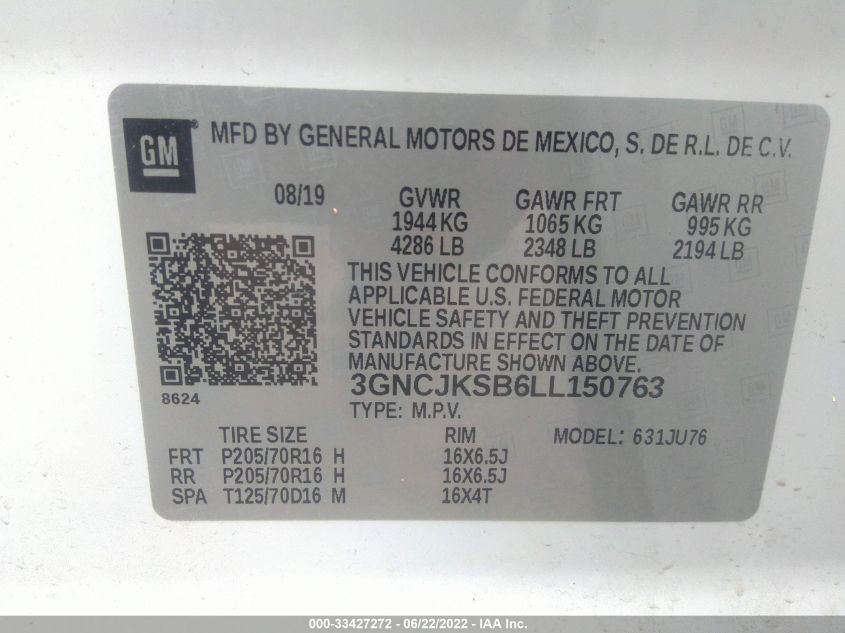 GM
MFD BY GENERAL MOTORS DE MEXICO, S. DE R.L. DE C.V.
08/19 GVWR GAWR FRT GAWR RR
1944 KG 1065 KG 995 KG
4286 LB 2348 LB 2194 LB
THIS VEHICLE CONFORMS TO ALL
APPLICABLE U.S. FEDERAL MOTOR
VEHICLE SAFETY AND THEFT PREVENTION
STANDARDS IN EFFECT ON THE DATE OF
MANUFACTURE SHOWN ABOVE.
8624
3GNCJKSB6LL150763
TYPE: M.P.V.
TIRE SIZE RIM MODEL: 631JU76
FRT P205/70R16 H 16X6.5J
RR P205/70R16 H 16X6.5J
SPA T125/70D16 M 16X4T
000-33427272 - 06/22/2022 - IAA Inc.